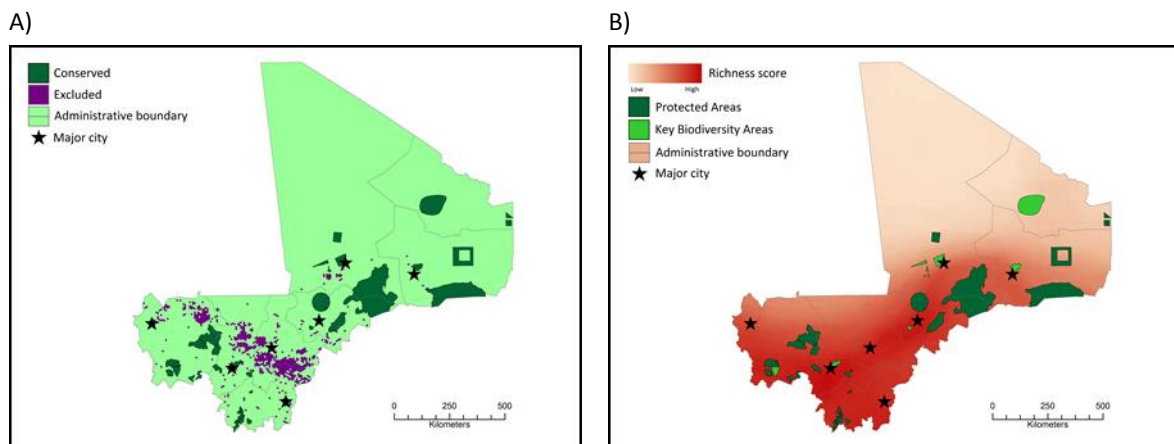 A)
Conserved
Excluded
Administrative boundary
Major city
0 250 500
Kilometers
B)
Richness score
Low High
Protected Areas
Key Biodiversity Areas
Administrative boundary
Major city
0 250 500
Kilometers